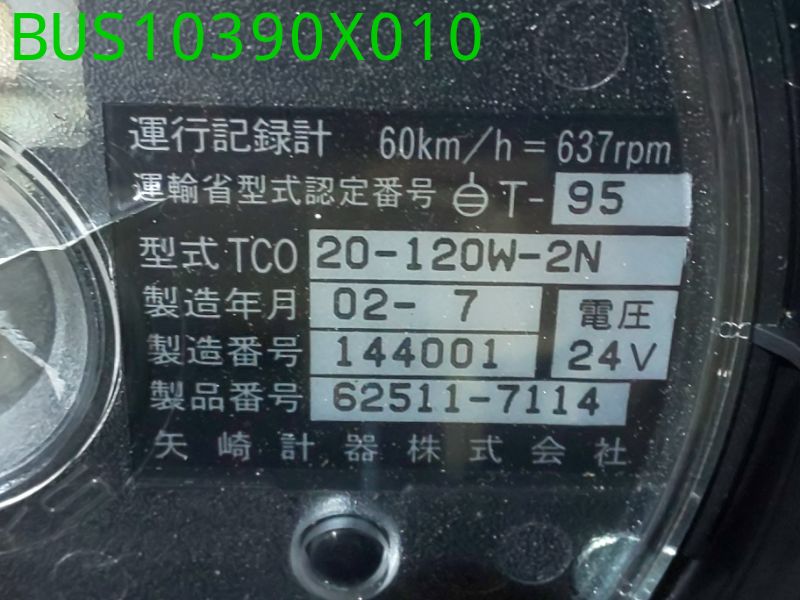 BUS10390X010
運行記録計 60km/h = 637rpm
運輸省型式認定番号 T- 95
型式 TCO 20-120W-2N
製造年月 02- 7 電圧
製造番号 144001 24V
製品番号 62511-7114
矢崎計器株式会社